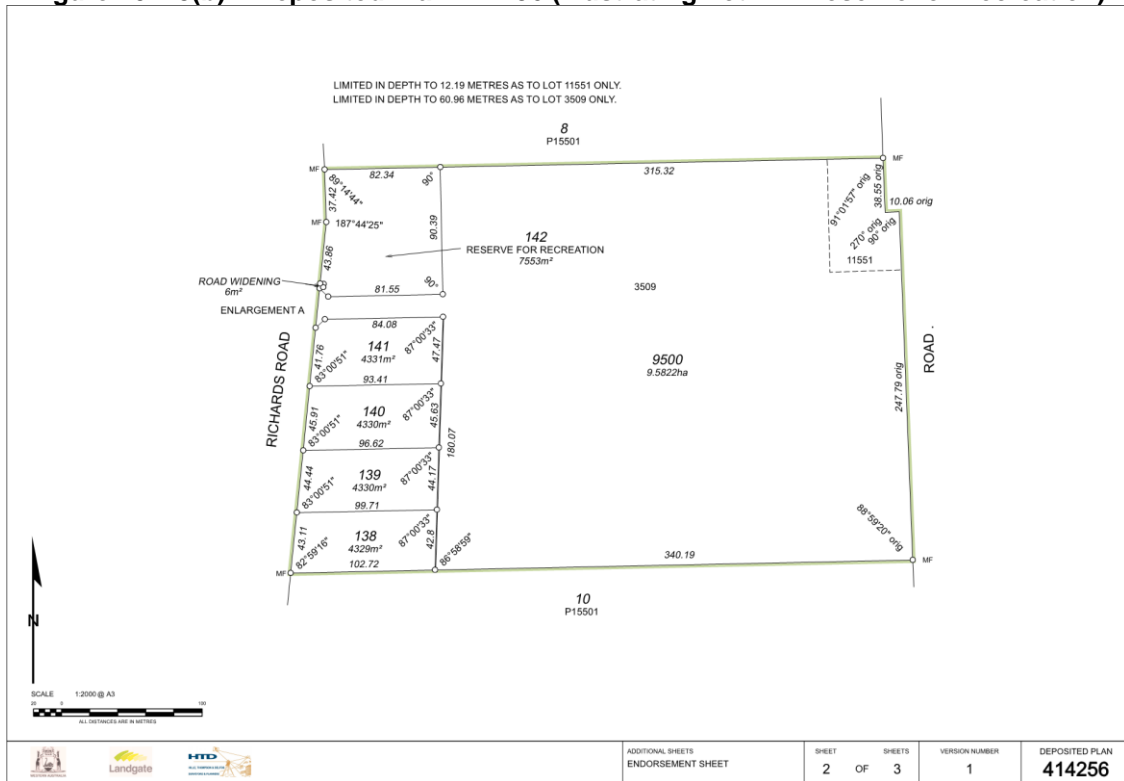 LIMITED IN DEPTH TO 12.19 METRES AS TO LOT 11551 ONLY.
LIMITED IN DEPTH TO 60.96 METRES AS TO LOT 3509 ONLY.
8
P15501
MF
MF
82.34
315.32
89°14'44"
90°
37.42
38.55 orig
91°01'57" orig
10.06 orig
MF
187°44'25"
90.39
142
RESERVE FOR RECREATION
7553m²
270° orig
90° orig
11551
43.86
ROAD WIDENING
6m²
81.55
90°
3509
ENLARGEMENT A
84.08
RICHARDS ROAD
41.76
83°00'51"
141
4331m²
87°00'33"
47.47
93.41
9500
9.5822ha
ROAD .
247.79 orig
45.91
83°00'51"
140
4330m²
87°00'33"
45.63
180.07
96.62
44.44
83°00'51"
139
4330m²
87°00'33"
44.17
99.71
43.11
82°59'16"
138
4329m²
87°00'33"
42.8
86°58'59"
88°59'20" orig
MF
102.72
340.19
MF
10
P15501
N
SCALE 1:2000 @ A3
20 0 100
ALL DISTANCES ARE IN METRES
Landgate
HTD
ADDITIONAL SHEETS
ENDORSEMENT SHEET
SHEET SHEETS
2 OF 3
VERSION NUMBER
1
DEPOSITED PLAN
414256